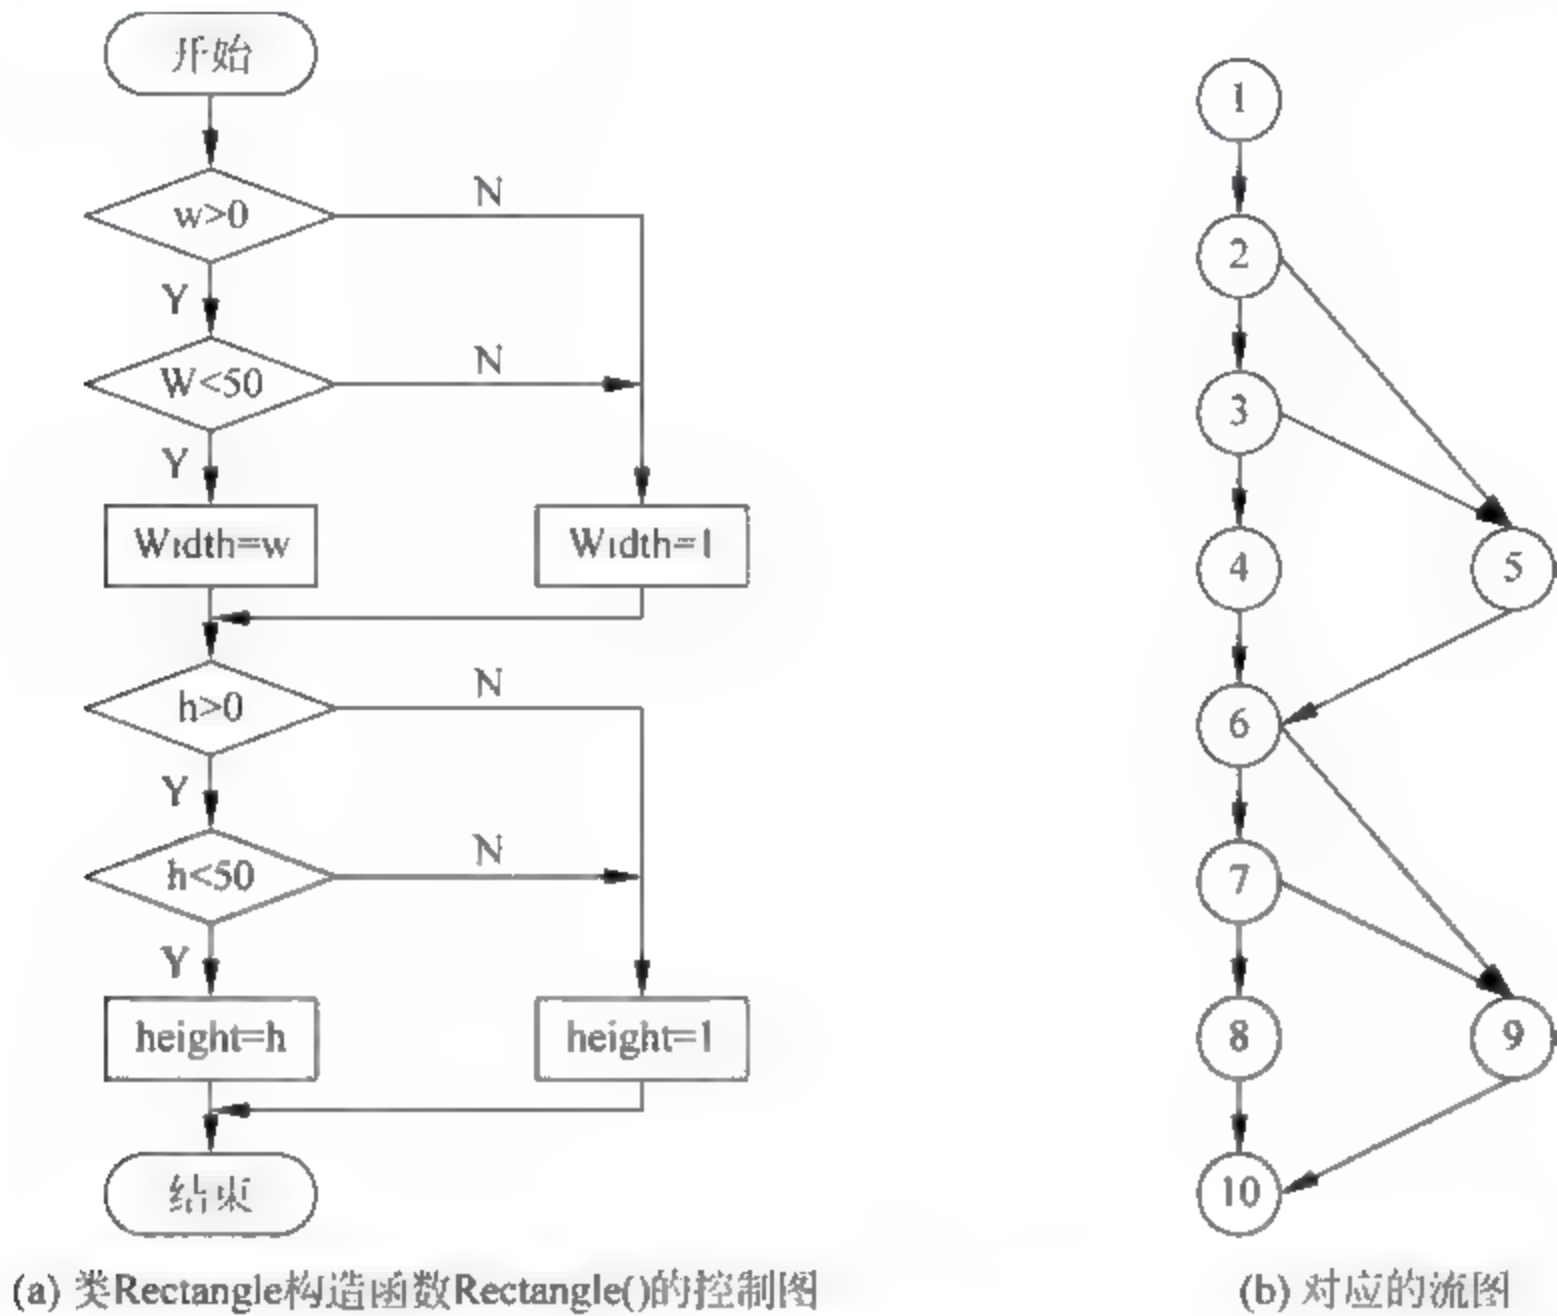 开始
w>0
N
Y
W<50
N
Y
Width=w
Width=1
h>0
N
Y
h<50
N
Y
height=h
height=1
结束
(a) 类Rectangle构造函数Rectangle()的控制图
1
2
3
4
5
6
7
8
9
10
(b) 对应的流图